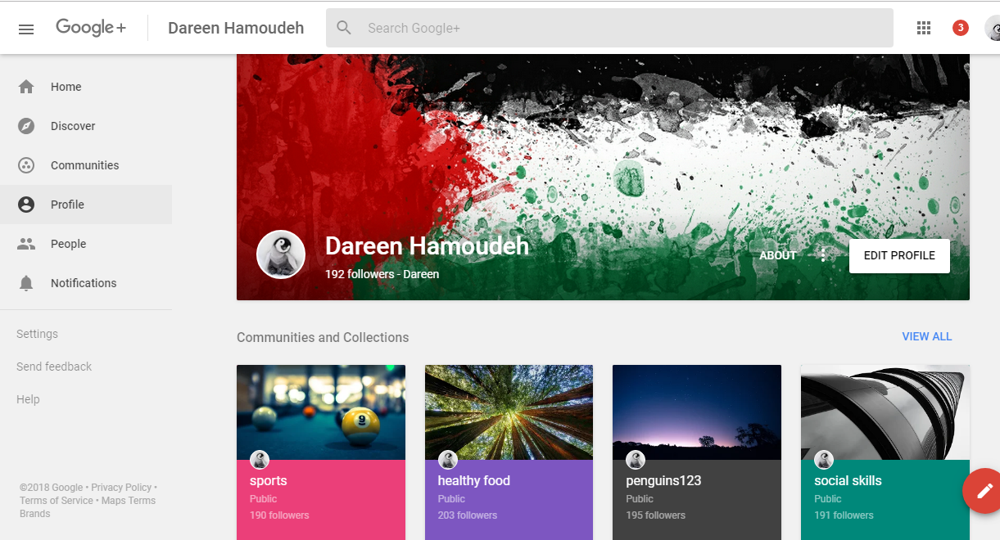 Google+
Dareen Hamoudeh
Search Google+
3
Home
Discover
Communities
Profile
People
Notifications
Settings
Send feedback
Help
©2018 Google • Privacy Policy •
Terms of Service • Maps Terms
Brands
Dareen Hamoudeh
192 followers - Dareen
ABOUT
EDIT PROFILE
Communities and Collections
VIEW ALL
9
sports
Public
190 followers
healthy food
Public
203 followers
penguins123
Public
195 followers
social skills
Public
191 followers